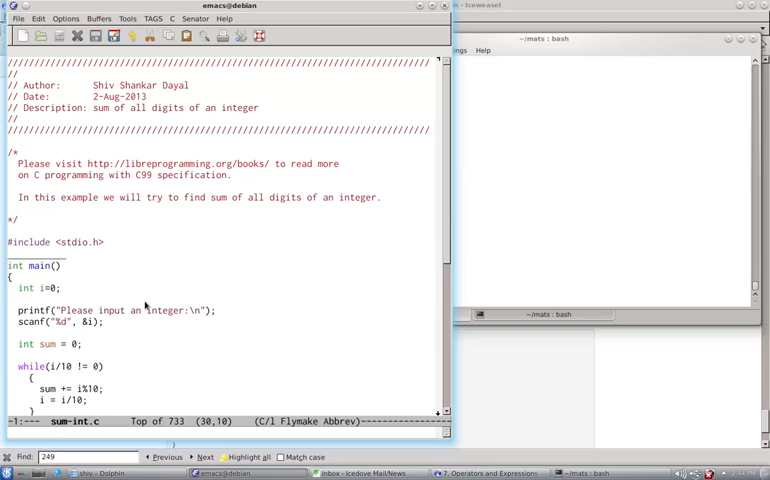 emacs@debian
- Iceweasel
File Edit Options Buffers Tools TAGS C Senator Help
~/mats : bash
ngs Help
////////////////////////////////////////////////////////////////////////////////
//
// Author: Shiv Shankar Dayal
// Date: 2-Aug-2013
// Description: sum of all digits of an integer
//
////////////////////////////////////////////////////////////////////////////////
/*
Please visit http://libreprogramming.org/books/ to read more
on C programming with C99 specification.
In this example we will try to find sum of all digits of an integer.
*/
#include <stdio.h>
int main()
{
int i=0;
printf("Please input an integer:\n");
scanf("%d", &i);
int sum = 0;
while(i/10 != 0)
{
sum += i%10;
i = i/10;
}
-1:--- sum-int.c Top of 733 (30,10) (C/l Flymake Abbrev)
~/mats : bash
)
Find: 249 Previous Next Highlight all Match case
shiv - Dolphin emacs@debian Inbox - Icedove Mail/News 7. Operators and Expressions ~/mats : bash